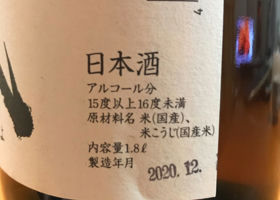 日本酒
アルコール分
15度以上16度未満
原材料名 米(国産)、
米こうじ(国産米)
内容量1.8ℓ
製造年月 2020.12.